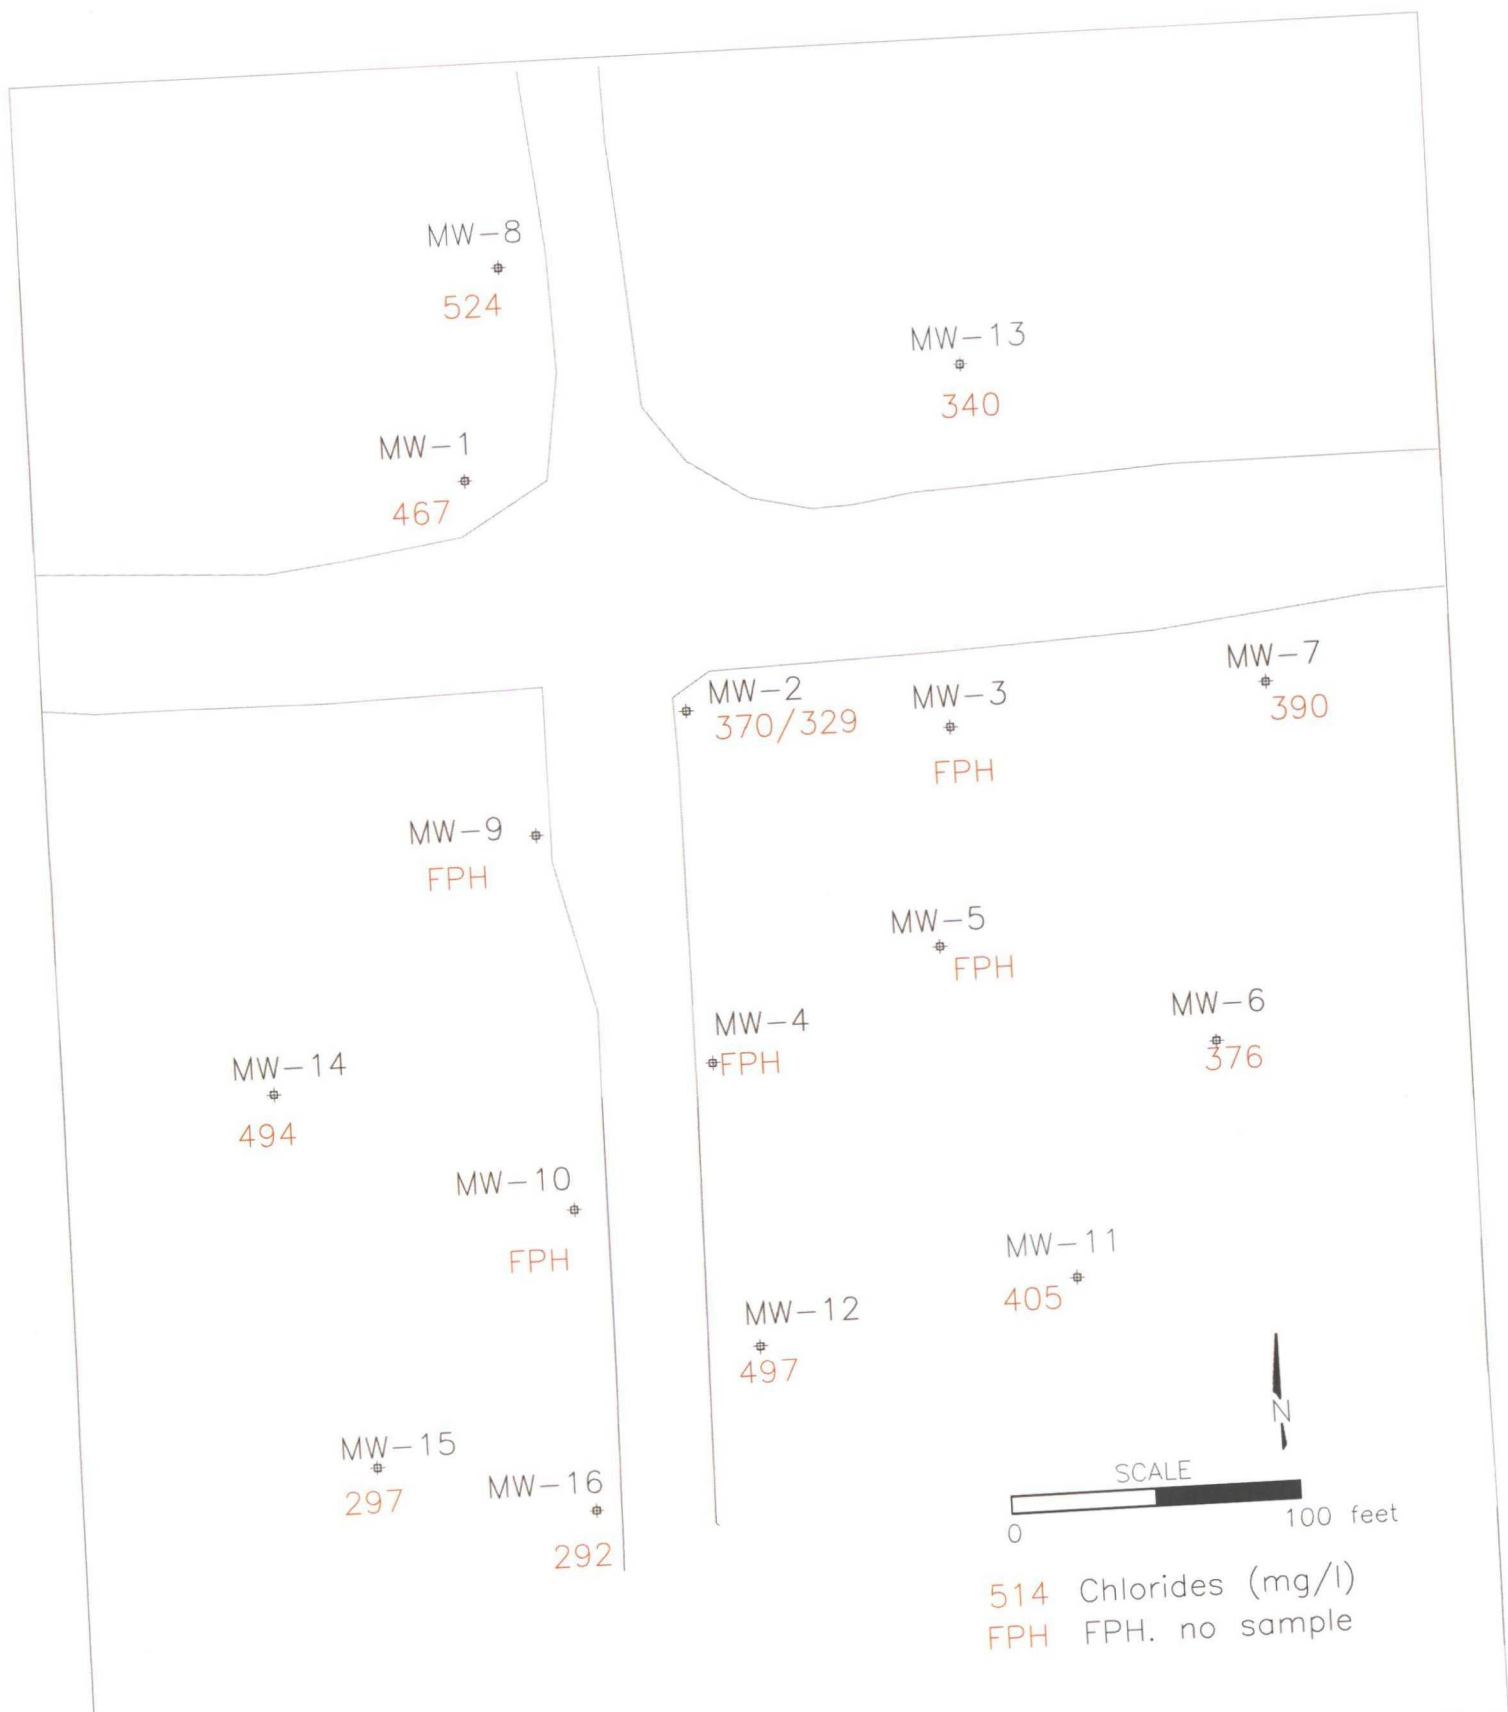 MW-8
524
MW-13
340
MW-1
467
MW-7
390
MW-2
370/329
MW-3
FPH
MW-9
FPH
MW-5
FPH
MW-6
376
MW-4
FPH
MW-14
494
MW-10
FPH
MW-11
405
MW-12
497
N
MW-15
297
MW-16
292
SCALE
0
100 feet
514 Chlorides (mg/l)
FPH FPH. no sample